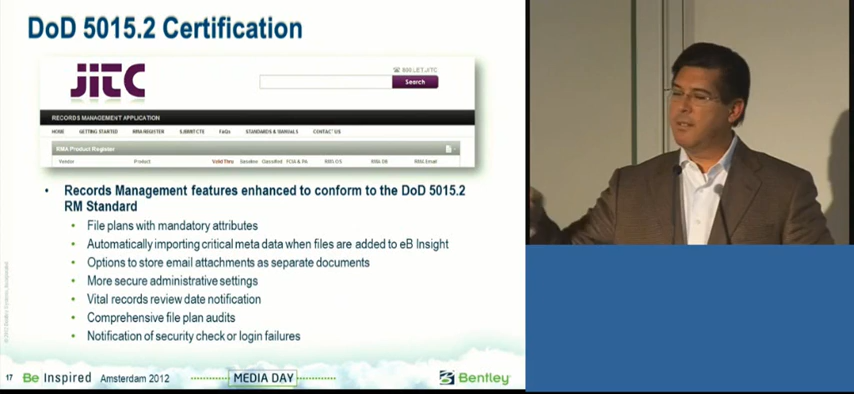 DoD 5015.2 Certification
JITC
800 LET JITC
Search
RECORDS MANAGEMENT APPLICATION
HOME GETTING STARTED RMA REGISTER SUBMIT CTE FAQs STANDARDS & MANUALS CONTACT US
RMA Product Register
Vendor Product Valid Thru Baseline Classified FOIA & PA RMA Email
• Records Management features enhanced to conform to the DoD 5015.2
RM Standard
• File plans with mandatory attributes
• Automatically importing critical meta data when files are added to eB Insight
• Options to store email attachments as separate documents
• More secure administrative settings
• Vital records review date notification
• Comprehensive file plan audits
• Notification of security check or login failures
17 Be Inspired Amsterdam 2012 MEDIA DAY Bentley